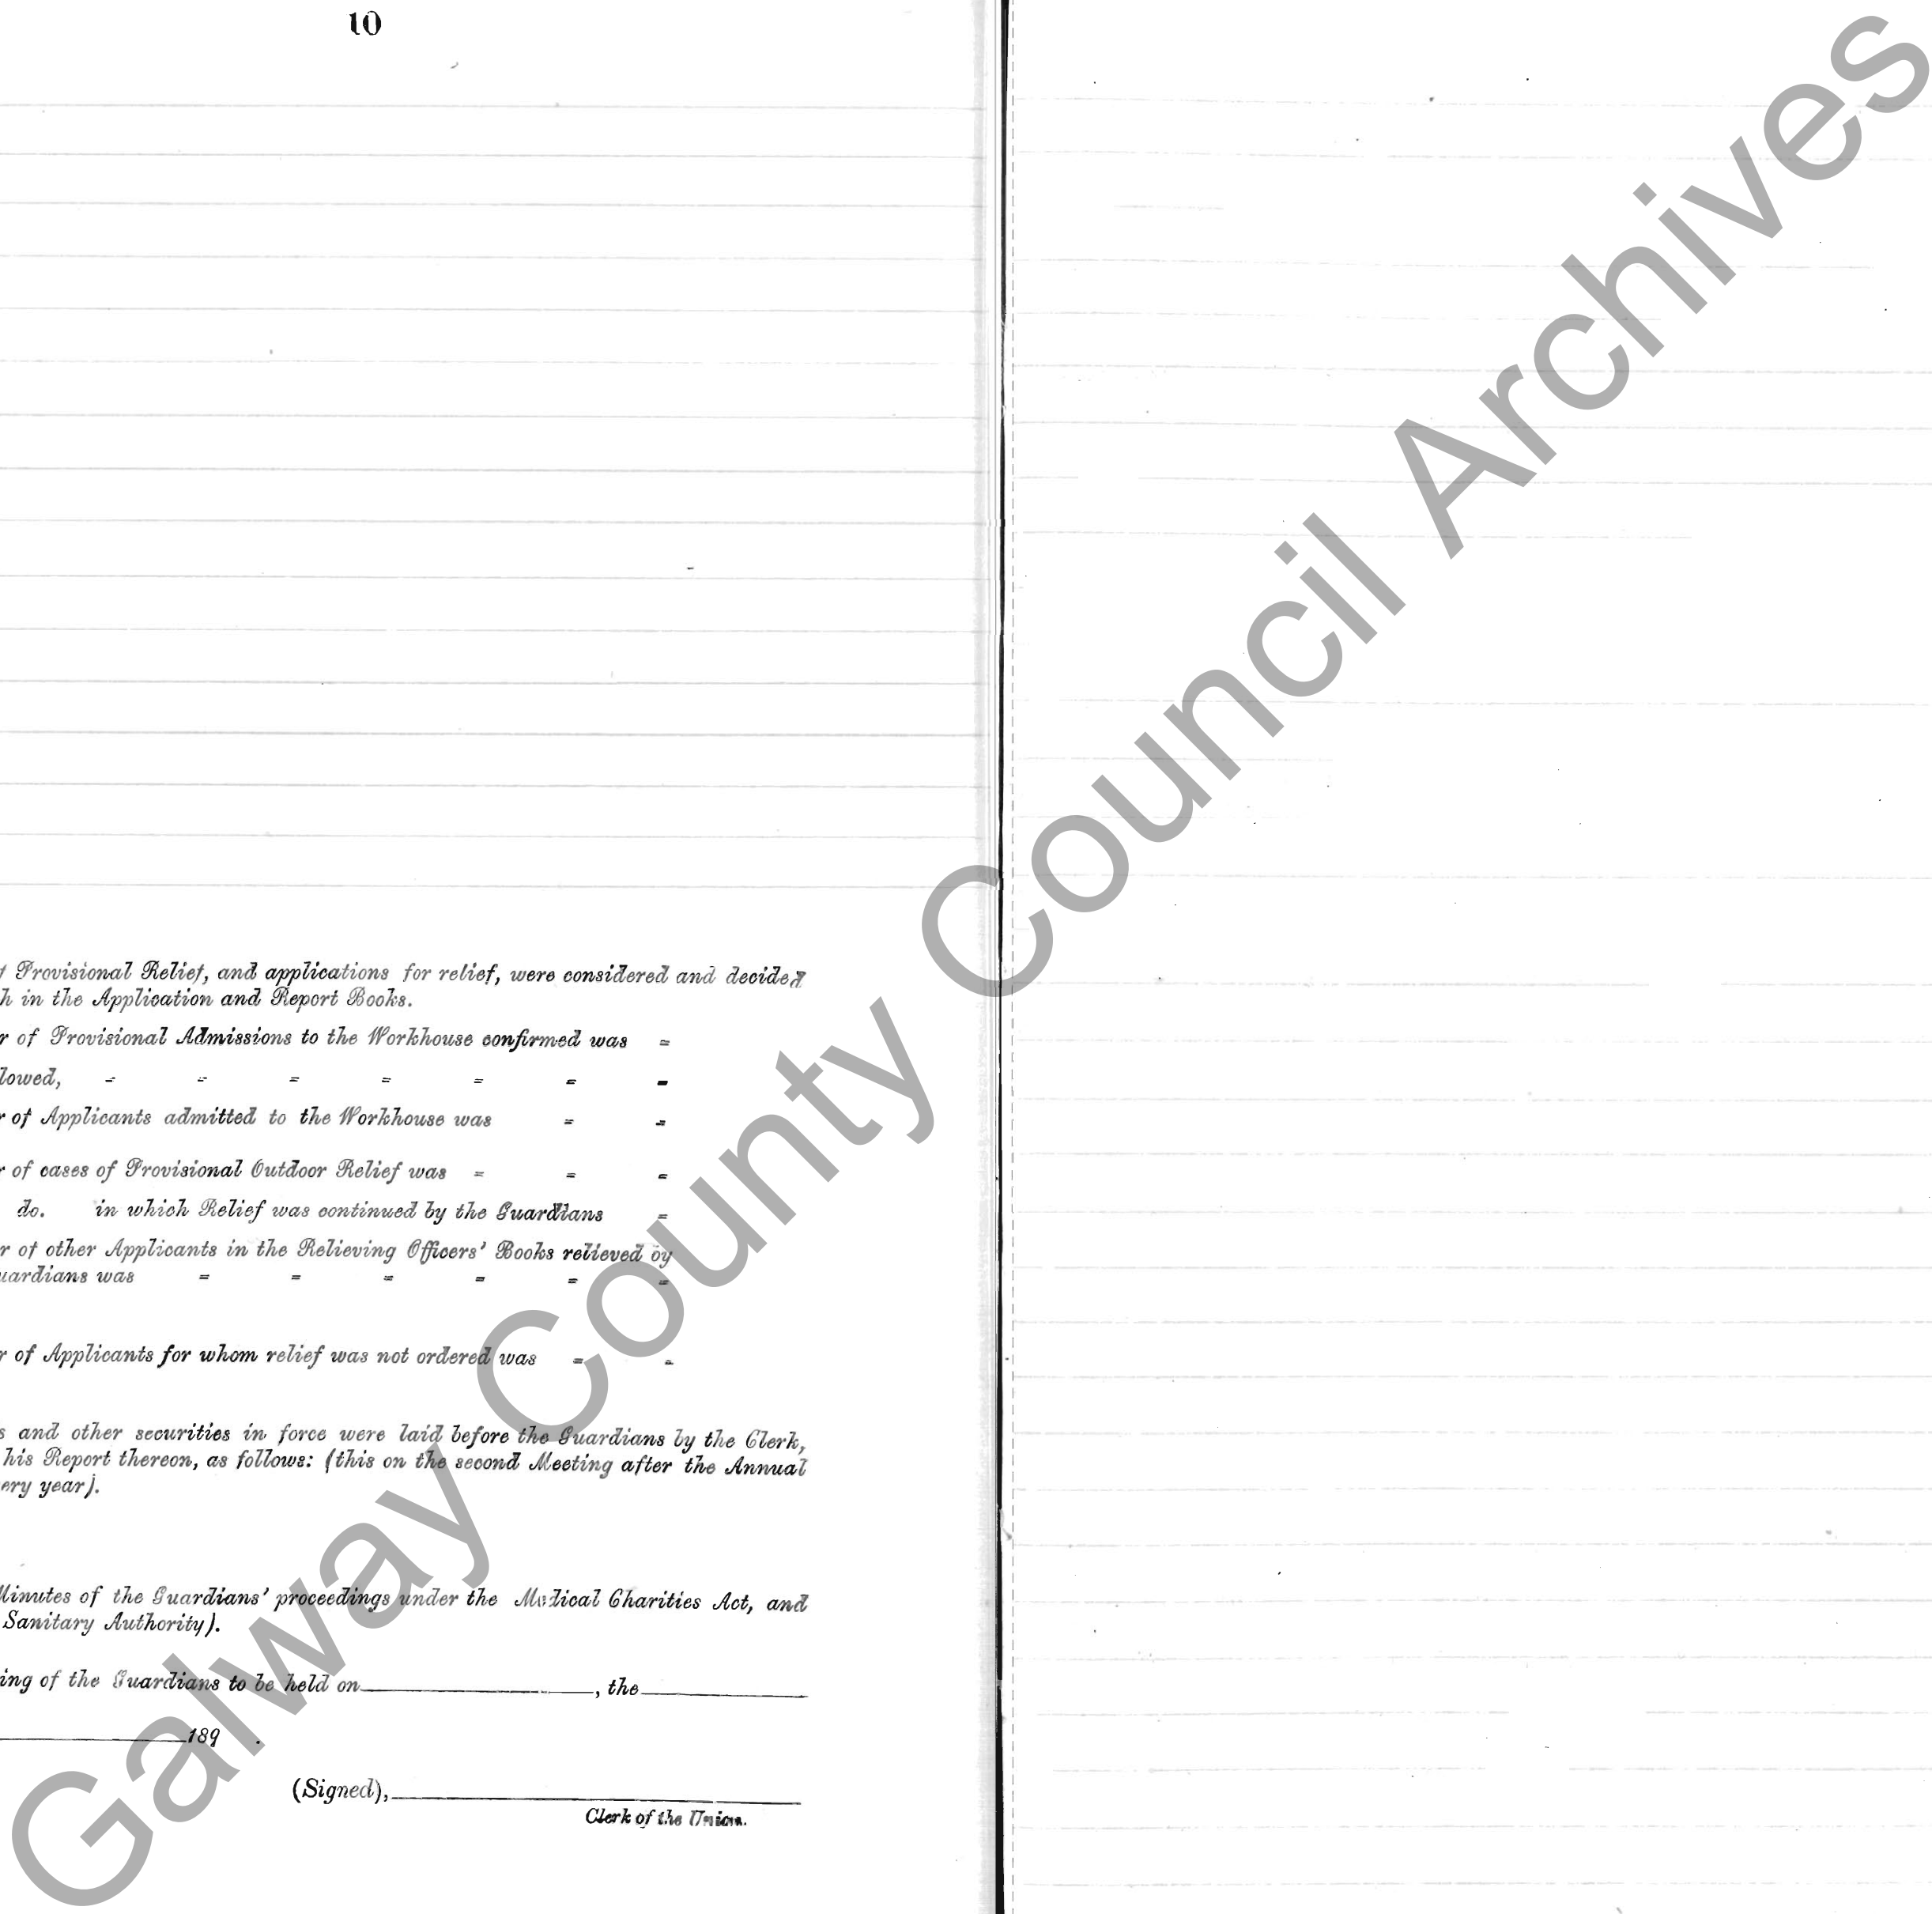 10
Provisional Relief, and applications for relief, were considered and decided
h in the Application and Report Books.
r of Provisional Admissions to the Workhouse confirmed was = 
lowed, - - = = = = -
r of Applicants admitted to the Workhouse was = =
r of cases of Provisional Outdoor Relief was = = =
do. in which Relief was continued by the Guardians =
r of other Applicants in the Relieving Officers' Books relieved by
uardians was = = = = = =
r of Applicants for whom relief was not ordered was = =
s and other securities in force were laid before the Guardians by the Clerk,
his Report thereon, as follows: (this on the second Meeting after the Annual
ery year).
Minutes of the Guardians' proceedings under the Medical Charities Act, and
Sanitary Authority).
ing of the Guardians to be held on , the
189 .
(Signed),
Clerk of the Union.
Galway County Council Archives